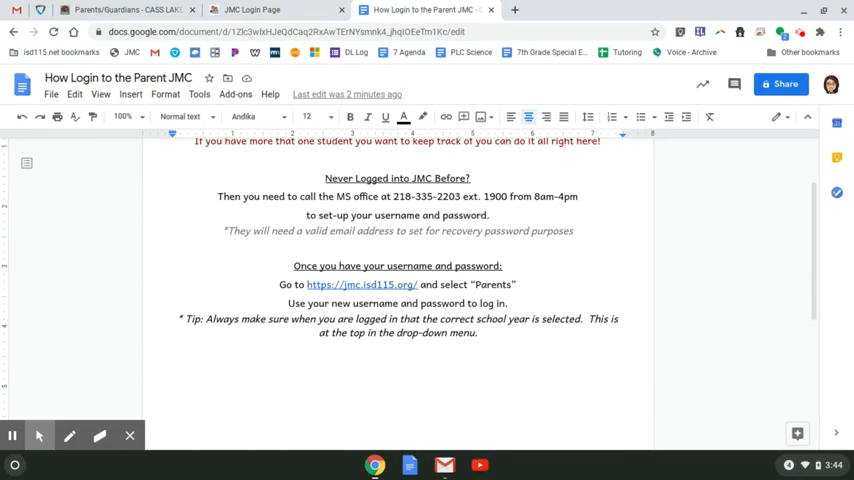 Parents/Guardians - CASS LAKE
JMC Login Page
How Login to the Parent JMC - G
docs.google.com/document/d/
/edit
isd115.net bookmarks
JMC
DL Log
7 Agenda
PLC Science
7th Grade Special E...
Tutoring
Voice - Archive
Other bookmarks
How Login to the Parent JMC
Share
File Edit View Insert Format Tools Add-ons Help Last edit was 2 minutes ago
100% Normal text Andika 12 B I U A
1 2 3 4 5 6 7 8
If you have more that one student you want to keep track of you can do it all right here!
Never Logged into JMC Before?
Then you need to call the MS office at 218-335-2203 ext. 1900 from 8am-4pm
to set-up your username and password.
*They will need a valid email address to set for recovery password purposes
Once you have your username and password:
Go to https://jmc.isd115.org/ and select “Parents”
Use your new username and password to log in.
* Tip: Always make sure when you are logged in that the correct school year is selected. This is
at the top in the drop-down menu.
4 3:44